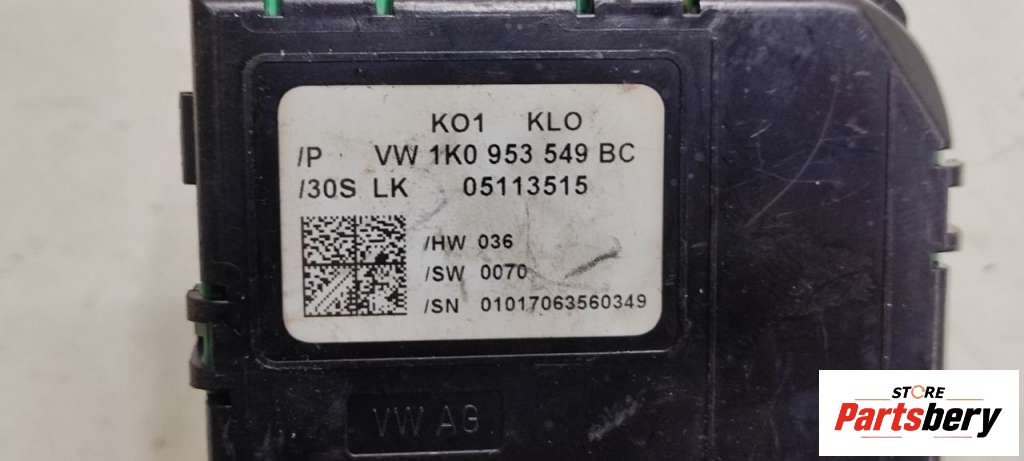 KO1 KLO
/P VW 1K0 953 549 BC
/30S LK 05113515
/HW 036
/SW 0070
/SN 01017063560349
VW AG
STORE
Partsbery